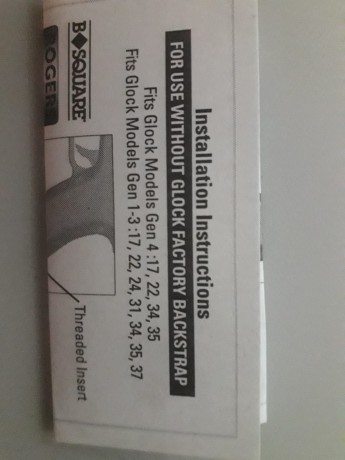 Installation Instructions
FOR USE WITHOUT GLOCK FACTORY BACKSTRAP
Fits Glock Models Gen 4 :17, 22, 34, 35
Fits Glock Models Gen 1-3 :17, 22, 24, 31, 34, 35, 37
B◆SQUARE
ROGER
Threaded Insert